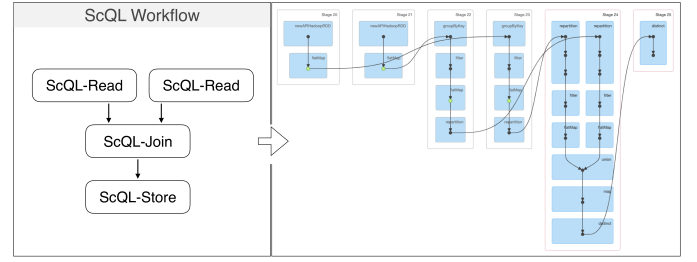 ScQL Workflow
ScQL-Read
ScQL-Read
ScQL-Join
ScQL-Store
Stage 20
newAPIHadoopRDD
flatMap
Stage 21
newAPIHadoopRDD
flatMap
Stage 22
groupByKey
filter
flatMap
repartition
Stage 23
groupByKey
filter
flatMap
repartition
Stage 24
repartition
repartition
filter
filter
flatMap
flatMap
union
map
distinct
Stage 25
distinct